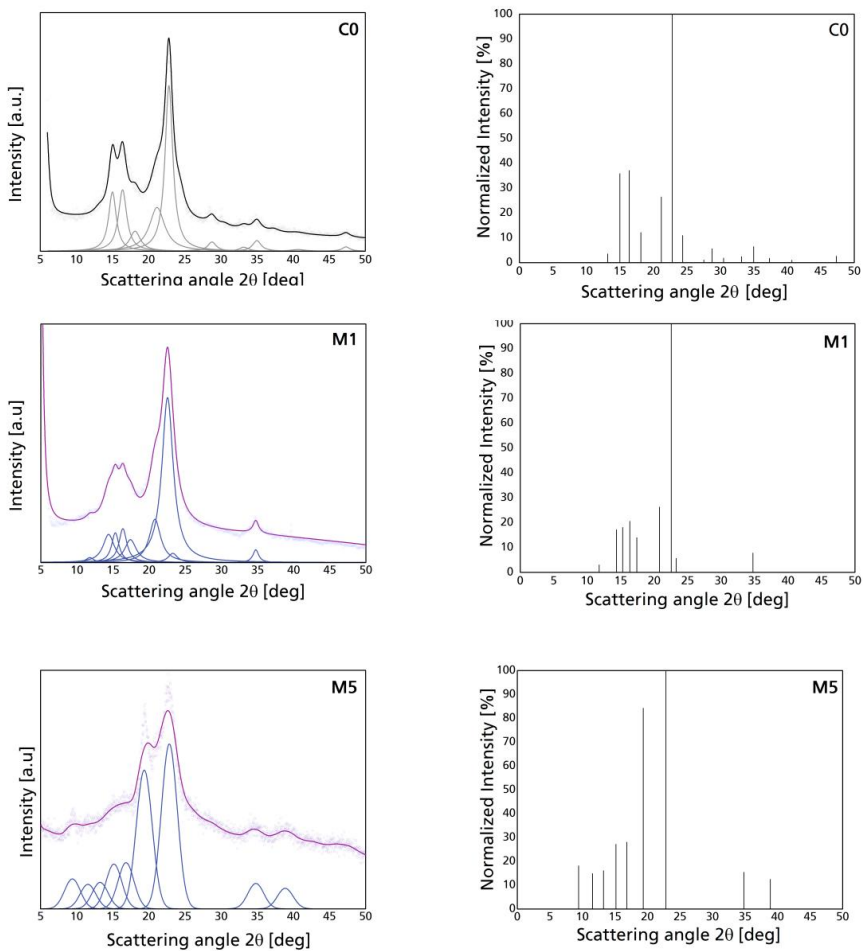 C0
Intensity [a.u.]
5 10 15 20 25 30 35 40 45 50
Scattering angle 2θ [deg]
C0
Normalized Intensity [%]
100
90
80
70
60
50
40
30
20
10
0
0 5 10 15 20 25 30 35 40 45 50
Scattering angle 2θ [deg]
M1
Intensity [a.u]
5 10 15 20 25 30 35 40 45 50
Scattering angle 2θ [deg]
M1
Normalized Intensity [%]
100
90
80
70
60
50
40
30
20
10
0
0 5 10 15 20 25 30 35 40 45 50
Scattering angle 2θ [deg]
M5
Intensity [a.u]
5 10 15 20 25 30 35 40 45 50
Scattering angle 2θ [deg]
M5
Normalized Intensity [%]
100
90
80
70
60
50
40
30
20
10
0
0 5 10 15 20 25 30 35 40 45 50
Scattering angle 2θ [deg]